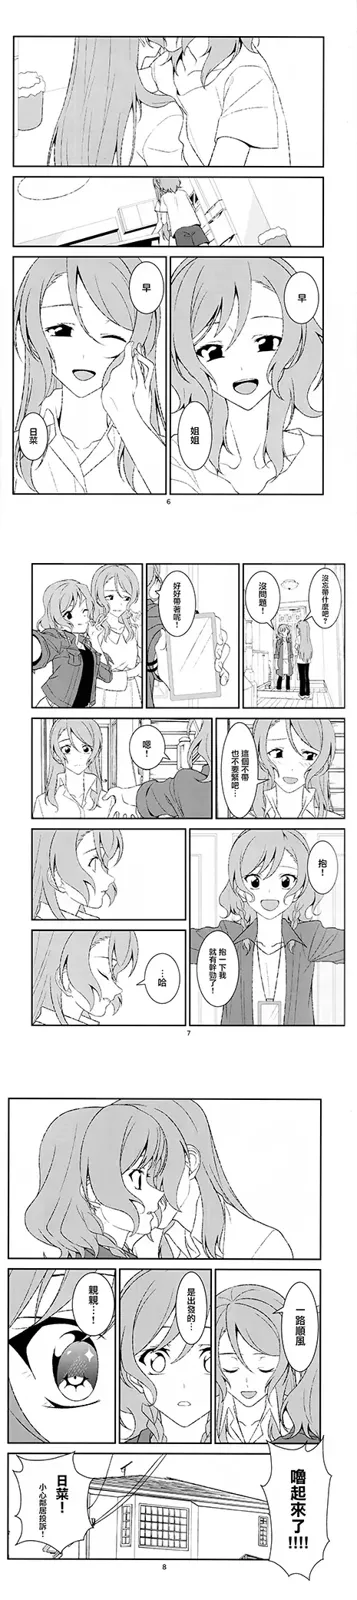 早
姐姐
早
日菜
6
沒忘帶什麼吧?
沒問題!
好好帶著呢!
這個不帶
也不要緊吧…
嗯!
抱!
抱一下我
就有幹勁了!
…哈
7
一路順風
是出發的…
親親…!
嚕起來了!!!!
日菜!
小心鄰居投訴!
8